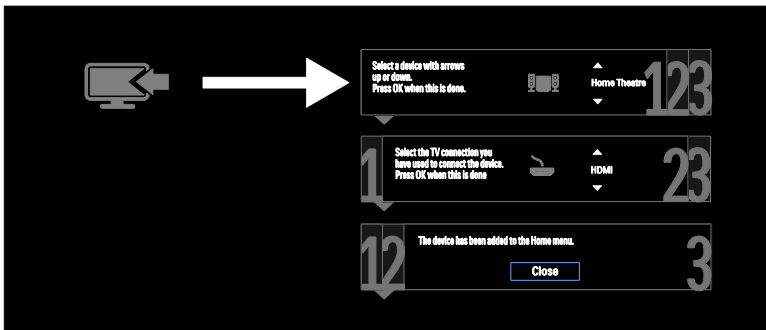 Select a device with arrows
up or down.
Press OK when this is done.
Home Theatre
123
1
Select the TV connection you
have used to connect the device.
Press OK when this is done
HDMI
23
12
The device has been added to the Home menu.
Close
3